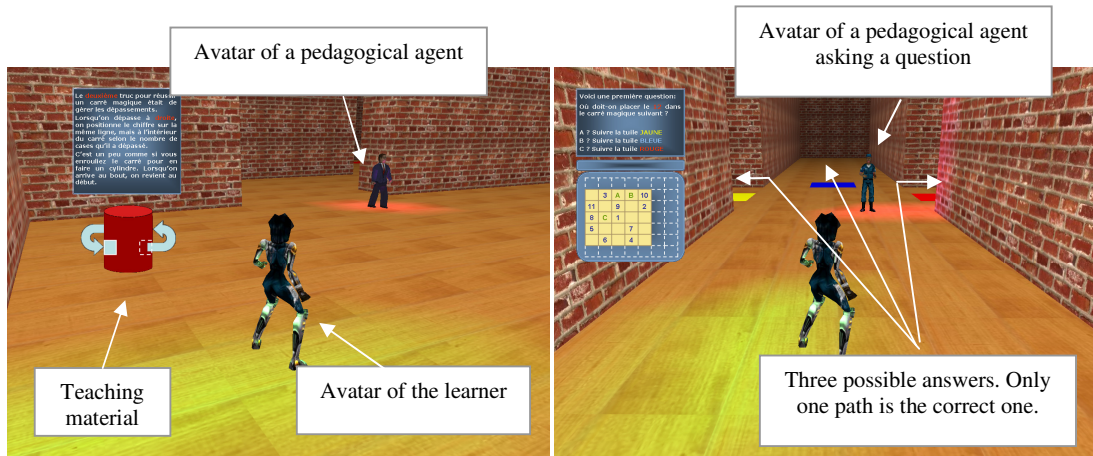 Avatar of a pedagogical agent
Le deuxième truc pour réussir
un carré magique était de
gérer les dépassements.
Lorsqu'on dépasse à
on positionne le chiffre sur la
même ligne, mais à l'intérieur
du carré selon le nombre de
cases qu'il a dépassé.
C'est un peu comme si vous
enrouliez le carré pour en
faire un cylindre. Lorsqu'on
arrive au bout, on revient au
début.
Teaching
material
Avatar of the learner
Avatar of a pedagogical agent
asking a question
Voici une première question:
Où doit-on placer le dans
le carré magique suivant ?
A ? Suivre la tuile JAUNE
B ? Suivre la tuile BLEUE
C ? Suivre la tuile ROUGE
3 A B 10
11 9 2
8 C 1
5 7
6 4
Three possible answers. Only
one path is the correct one.